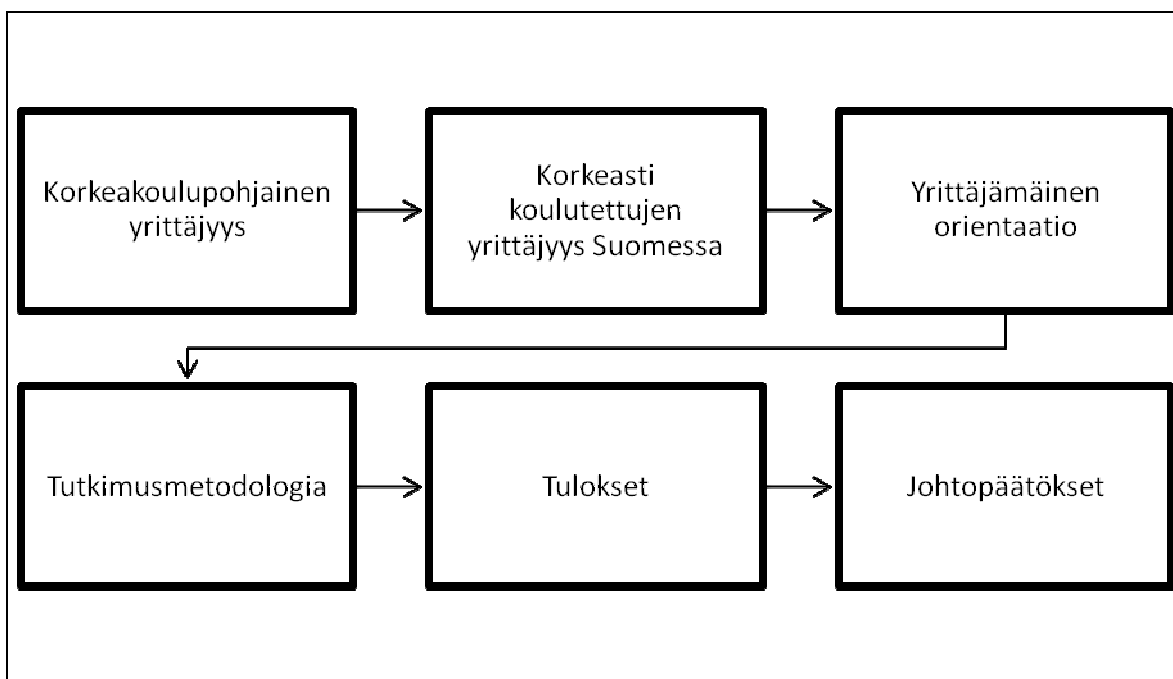 Korkeakoulupohjainen
yrittäjyys
Korkeasti
koulutettujen
yrittäjyys Suomessa
Yrittäjämäinen
orientaatio
Tutkimusmetodologia
Tulokset
Johtopäätökset